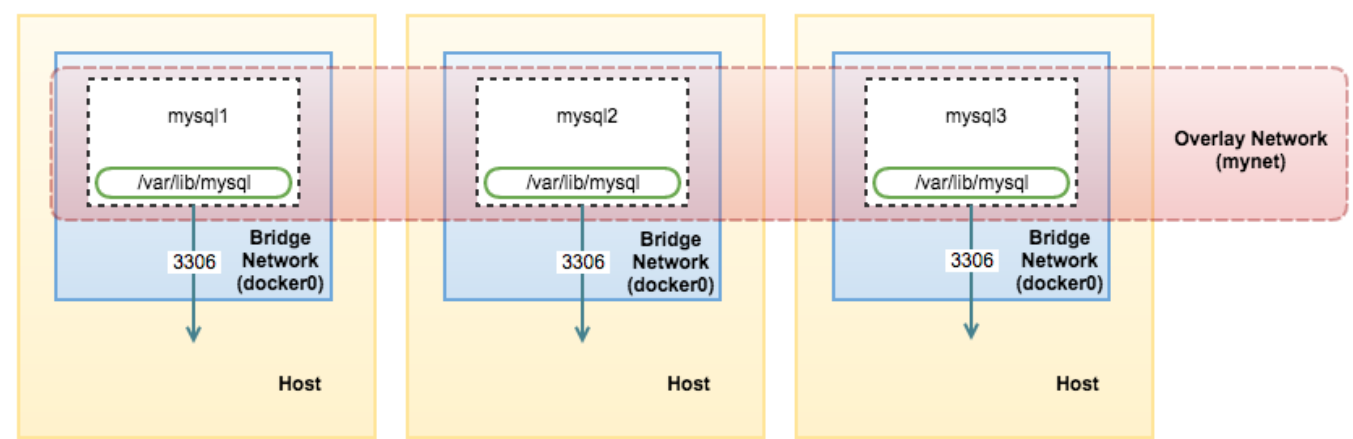 mysql1
/var/lib/mysql
3306
Bridge
Network
(docker0)
Host
mysql2
/var/lib/mysql
3306
Bridge
Network
(docker0)
Host
mysql3
/var/lib/mysql
3306
Bridge
Network
(docker0)
Host
Overlay Network
(mynet)